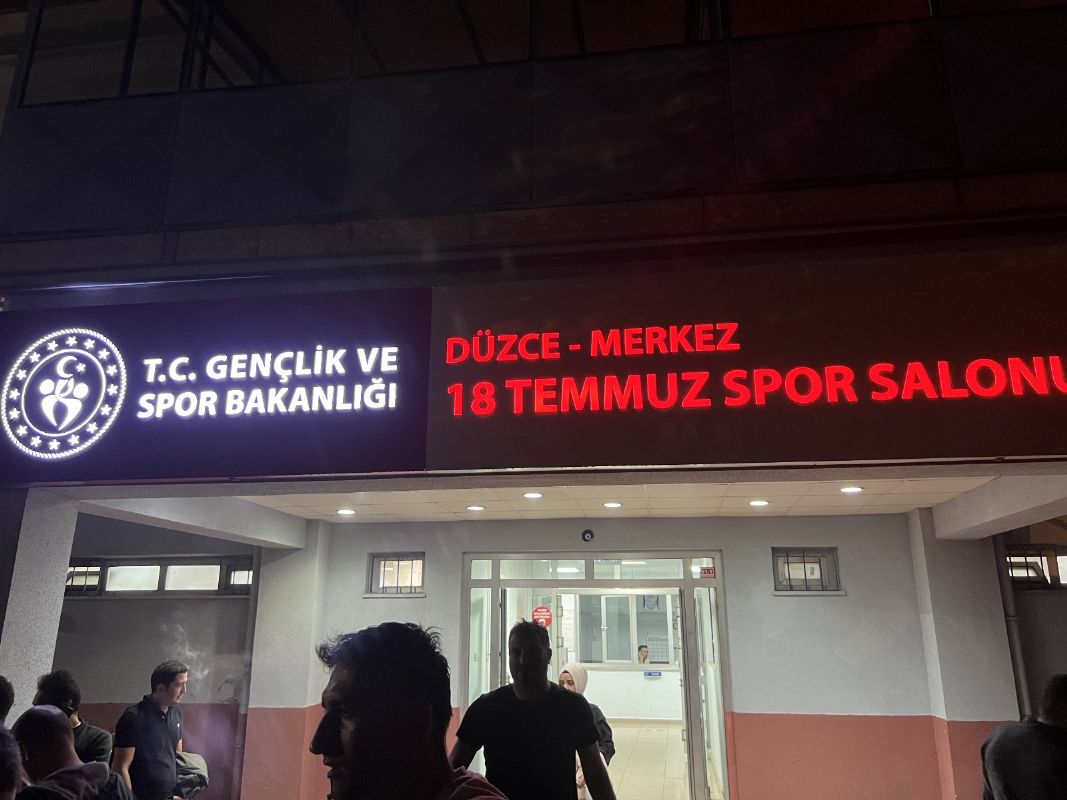 T.C. GENÇLİK VE
SPOR BAKANLIĞI
DÜZCE - MERKEZ
18 TEMMUZ SPOR SALONU